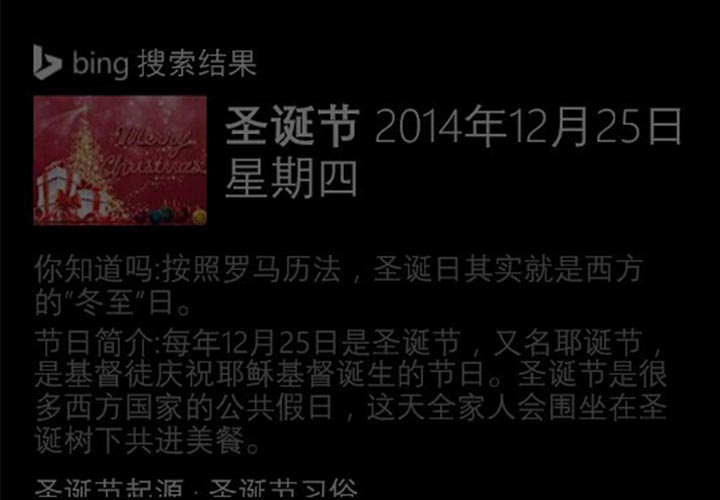 bing 搜索结果
Merry
Christmas
圣诞节 2014年12月25日
星期四
你知道吗:按照罗马历法，圣诞日其实就是西方
的"冬至"日。
节日简介:每年12月25日是圣诞节，又名耶诞节，
是基督徒庆祝耶稣基督诞生的节日。圣诞节是很
多西方国家的公共假日，这天全家人会围坐在圣
诞树下共进美餐。
圣诞节起源 · 圣诞节习俗